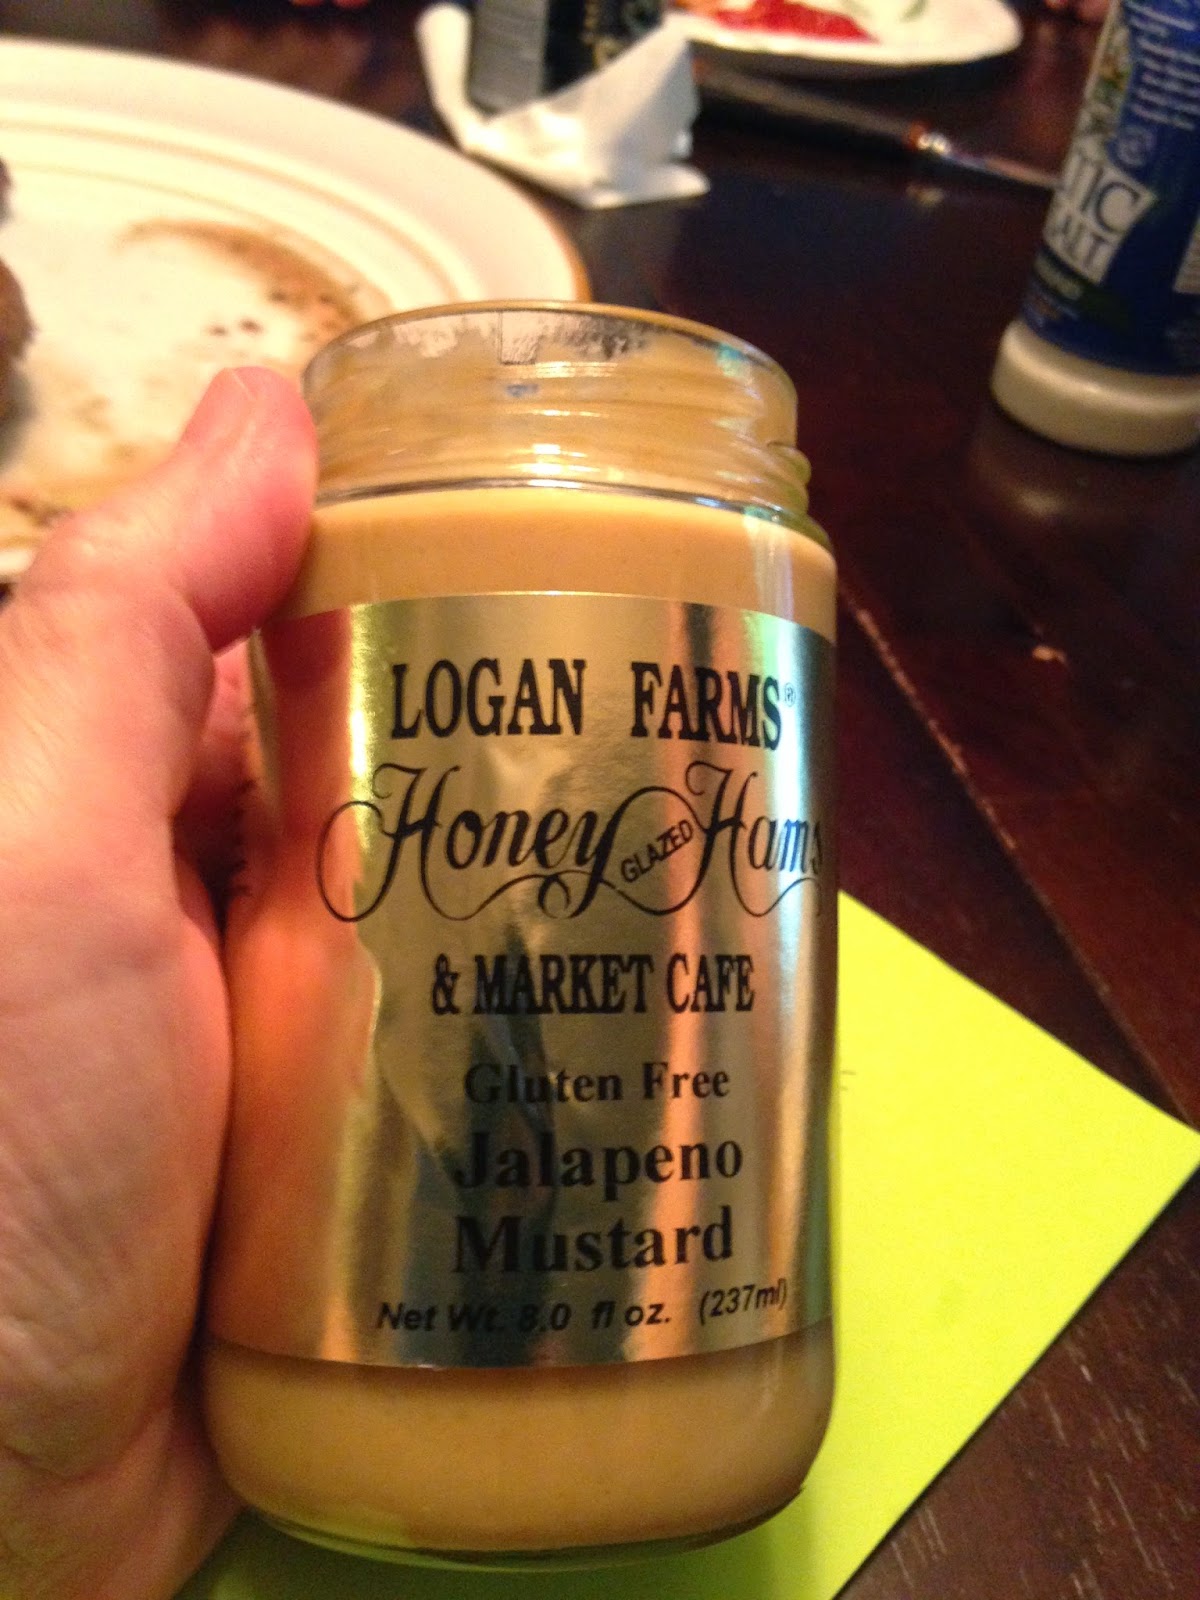 LOGAN FARMS®
Honey GLAZED Hams
& MARKET CAFE
Gluten Free
Jalapeno
Mustard
Net Wt. 8.0 fl oz. (237ml)